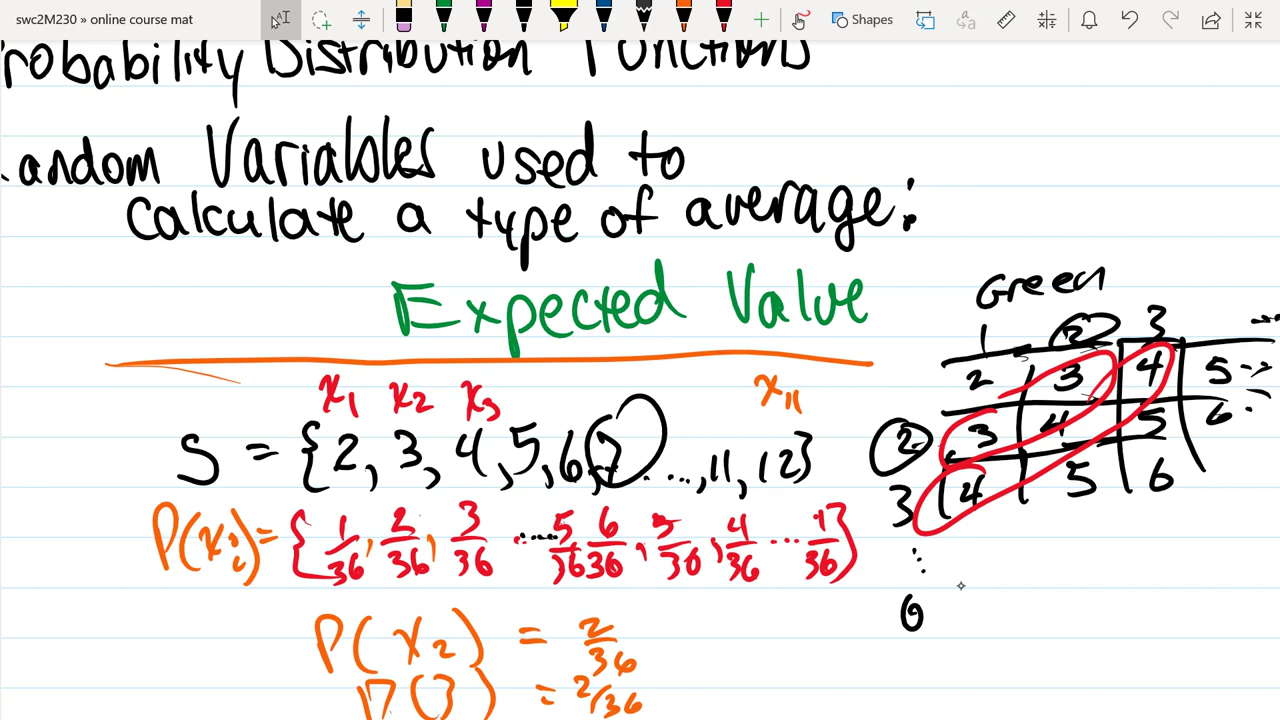 swc2M230 » online course mat
Shapes
robability Distribution Functions
andom Variables used to
calculate a type of average:
Expected Value
Green
1 2 3 ...
2 3 4 5 ...
2 3 4 5 6 ..
3 4 5 6
⋮
6
x₁ x₂ x₃ x₁₁
S = {2, 3, 4, 5, 6, 7 ..., 11, 12}
= { 1/36, 2/36, 3/36 ... 5/36 6/36, 5/36, 4/36 ... 1/36 }
P(x₂) = 2/36
P(3) = 2/36